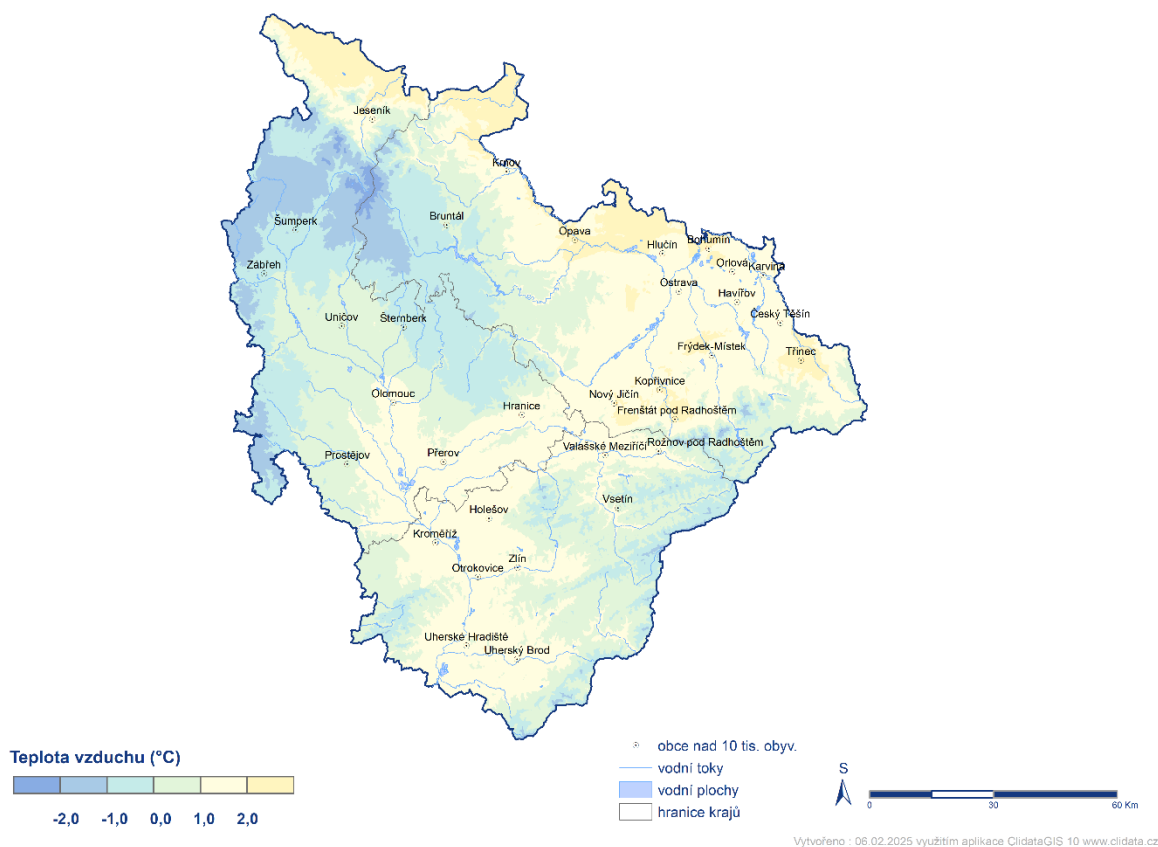 Jeseník
Krnov
Šumperk
Bruntál
Opava
Hlučín
Bohumín
Zábřeh
Orlová
Karviná
Ostrava
Havířov
Uničov
Šternberk
Český Těšín
Frýdek-Místek
Třinec
Kopřivnice
Olomouc
Nový Jičín
Hranice
Frenštát pod Radhoštěm
Valašské Meziříčí
Rožnov pod Radhoštěm
Prostějov
Přerov
Vsetín
Holešov
Kroměříž
Zlín
Otrokovice
Uherské Hradiště
Uherský Brod
Teplota vzduchu (°C)
-2,0 -1,0 0,0 1,0 2,0
obce nad 10 tis. obyv.
vodní toky
vodní plochy
hranice krajů
S
0 30 60 Km
Vytvořeno : 06.02.2025 využitím aplikace ClidataGIS 10 www.clidata.cz